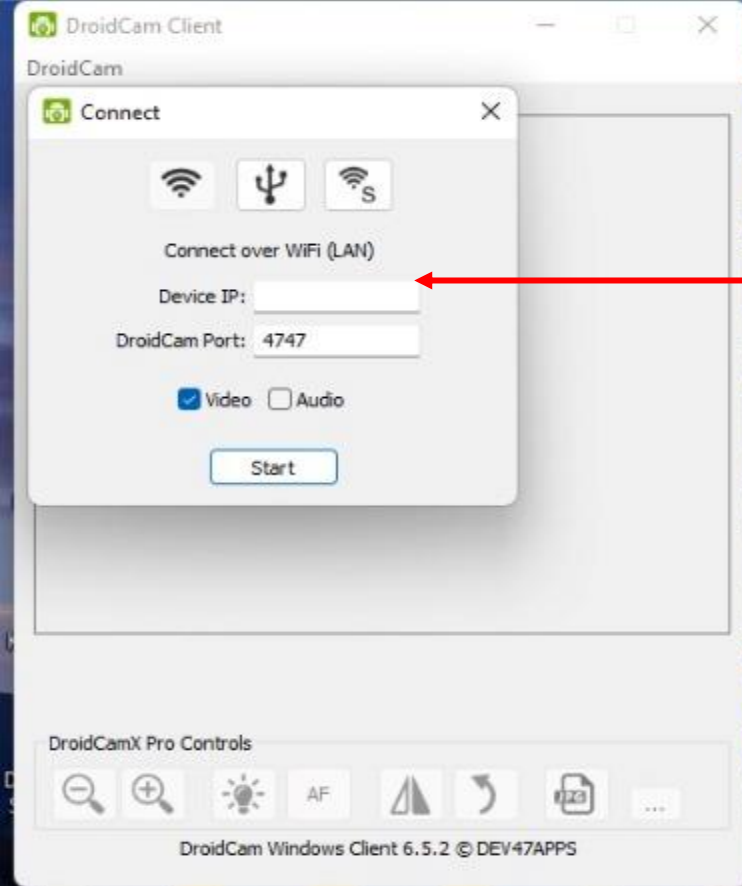 DroidCam Client
DroidCam
Connect
S
Connect over WiFi (LAN)
Device IP:
DroidCam Port: 4747
Video Audio
Start
DroidCamX Pro Controls
AF
JPG
...
DroidCam Windows Client 6.5.2 © DEV47APPS